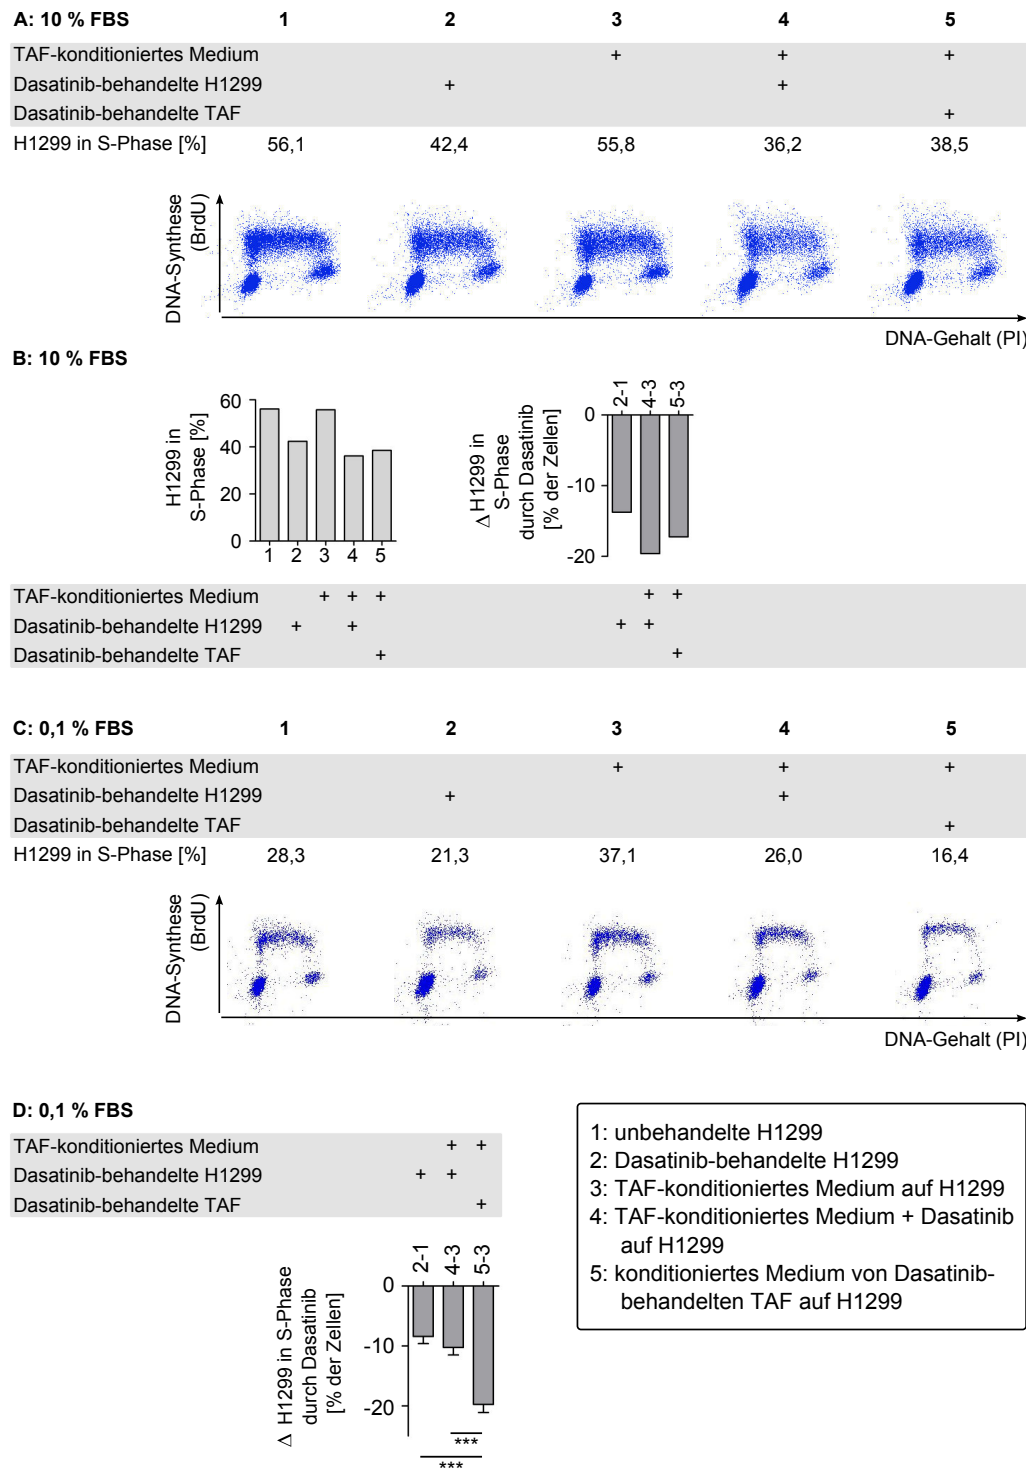 A: 10 % FBS 1 2 3 4 5
TAF-konditioniertes Medium + + +
Dasatinib-behandelte H1299 + +
Dasatinib-behandelte TAF +
H1299 in S-Phase [%] 56,1 42,4 55,8 36,2 38,5
DNA-Synthese
(BrdU)
DNA-Gehalt (PI)
B: 10 % FBS
H1299 in
S-Phase [%]
60
40
20
0
1 2 3 4 5
Δ H1299 in
S-Phase
durch Dasatinib
[% der Zellen]
2-1 4-3 5-3
0
-10
-20
TAF-konditioniertes Medium + + + + +
Dasatinib-behandelte H1299 + + + +
Dasatinib-behandelte TAF + +
C: 0,1 % FBS 1 2 3 4 5
TAF-konditioniertes Medium + + +
Dasatinib-behandelte H1299 + +
Dasatinib-behandelte TAF +
H1299 in S-Phase [%] 28,3 21,3 37,1 26,0 16,4
DNA-Synthese
(BrdU)
DNA-Gehalt (PI)
D: 0,1 % FBS
TAF-konditioniertes Medium + +
Dasatinib-behandelte H1299 + +
Dasatinib-behandelte TAF +
Δ H1299 in S-Phase
durch Dasatinib
[% der Zellen]
2-1 4-3 5-3
0
-10
-20
***
***
1: unbehandelte H1299
2: Dasatinib-behandelte H1299
3: TAF-konditioniertes Medium auf H1299
4: TAF-konditioniertes Medium + Dasatinib
auf H1299
5: konditioniertes Medium von Dasatinib-
behandelten TAF auf H1299